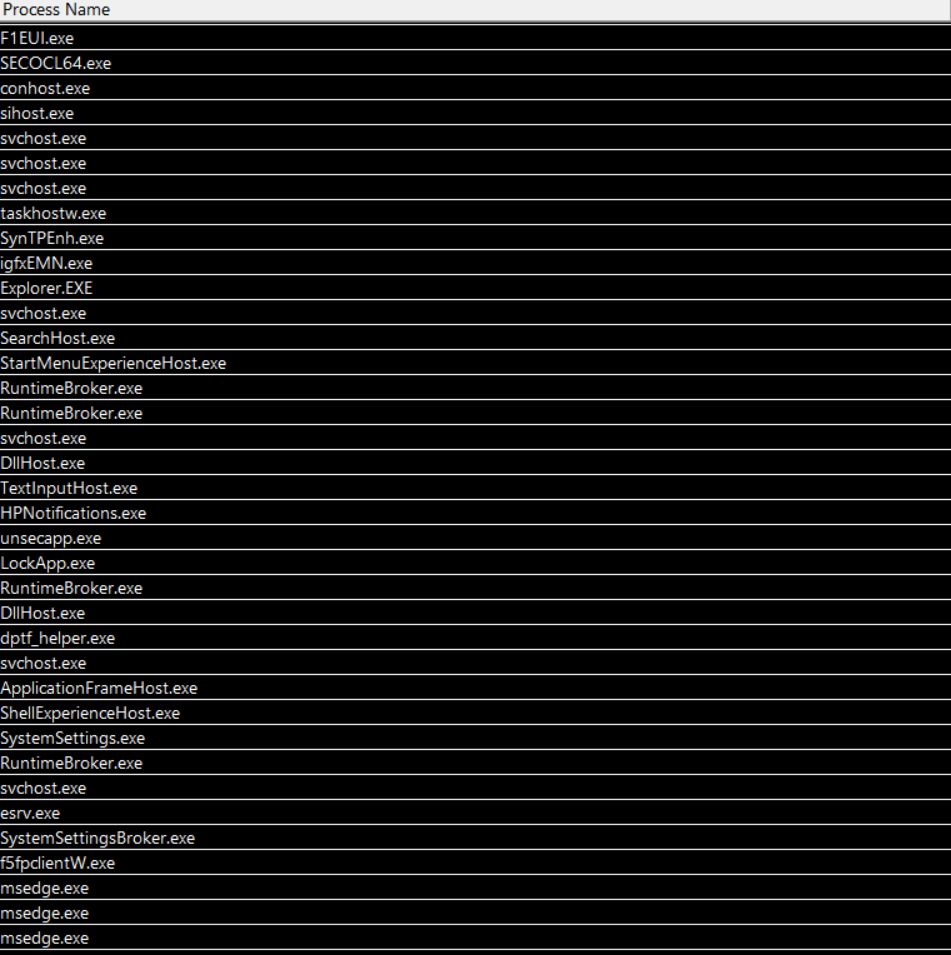 Process Name
F1EUI.exe
SECOCL64.exe
conhost.exe
sihost.exe
svchost.exe
svchost.exe
svchost.exe
taskhostw.exe
SynTPEnh.exe
igfxEMN.exe
Explorer.EXE
svchost.exe
SearchHost.exe
StartMenuExperienceHost.exe
RuntimeBroker.exe
RuntimeBroker.exe
svchost.exe
DllHost.exe
TextInputHost.exe
HPNotifications.exe
unsecapp.exe
LockApp.exe
RuntimeBroker.exe
DllHost.exe
dptf_helper.exe
svchost.exe
ApplicationFrameHost.exe
ShellExperienceHost.exe
SystemSettings.exe
RuntimeBroker.exe
svchost.exe
esrv.exe
SystemSettingsBroker.exe
f5fpclientW.exe
msedge.exe
msedge.exe
msedge.exe